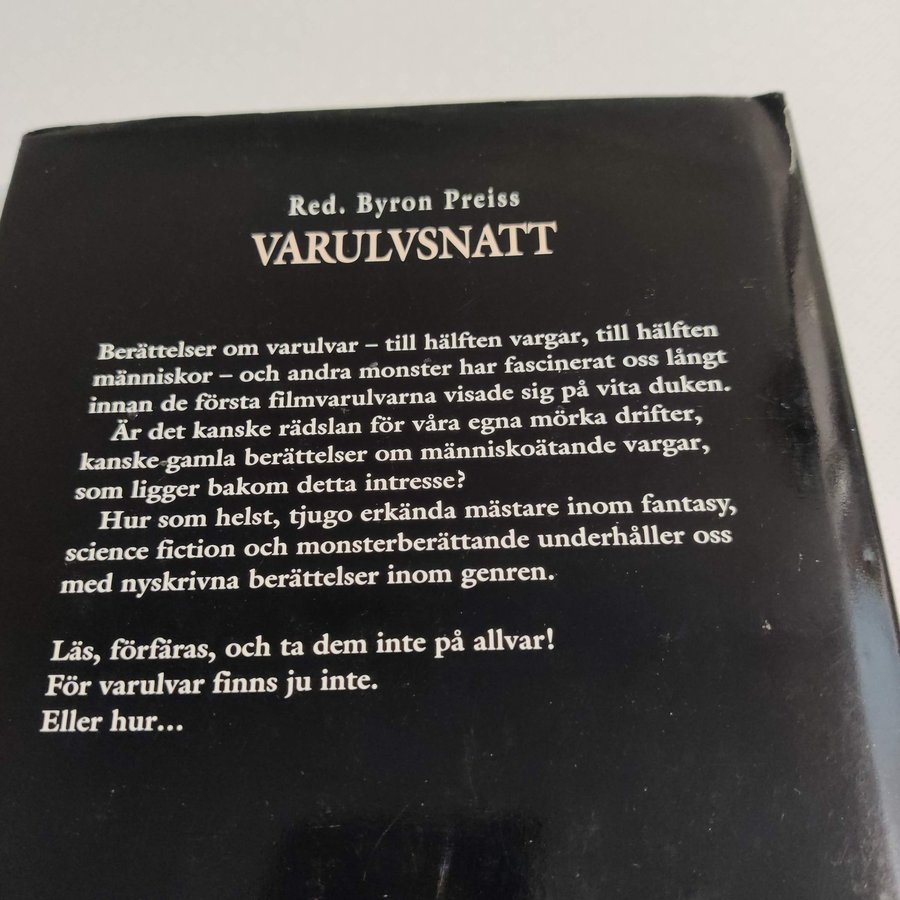 Red. Byron Preiss
VARULVSNATT
Berättelser om varulvar – till hälften vargar, till hälften
människor – och andra monster har fascinerat oss långt
innan de första filmvarulvarna visade sig på vita duken.
Är det kanske rädslan för våra egna mörka drifter,
kanske gamla berättelser om människoätande vargar,
som ligger bakom detta intresse?
Hur som helst, tjugo erkända mästare inom fantasy,
science fiction och monsterberättande underhåller oss
med nyskrivna berättelser inom genren.
Läs, förfäras, och ta dem inte på allvar!
För varulvar finns ju inte.
Eller hur...